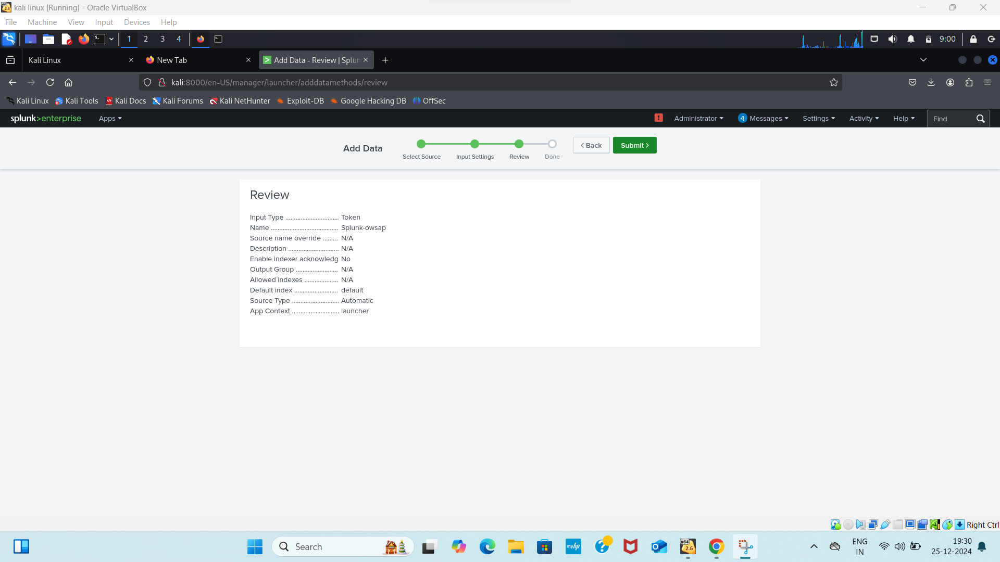 kali linux [Running] - Oracle VirtualBox
File Machine View Input Devices Help
1 2 3 4 9:00
Kali Linux New Tab Add Data - Review | Splun
kali:8000/en-US/manager/launcher/adddatamethods/review
Kali Linux Kali Tools Kali Docs Kali Forums Kali NetHunter Exploit-DB Google Hacking DB OffSec
splunk>enterprise Apps Administrator 4 Messages Settings Activity Help Find
Add Data Select Source Input Settings Review Done < Back Submit >
Review
Input Type ................................ Token
Name ........................................ Splunk-owsap
Source name override ......... N/A
Description .............................. N/A
Enable indexer acknowledg No
Output Group ......................... N/A
Allowed indexes .................... N/A
Default index .......................... default
Source Type ............................ Automatic
App Context ............................ launcher
Right Ctrl
Search
x64
2.6
myhp
ENG
IN
19:30
25-12-2024